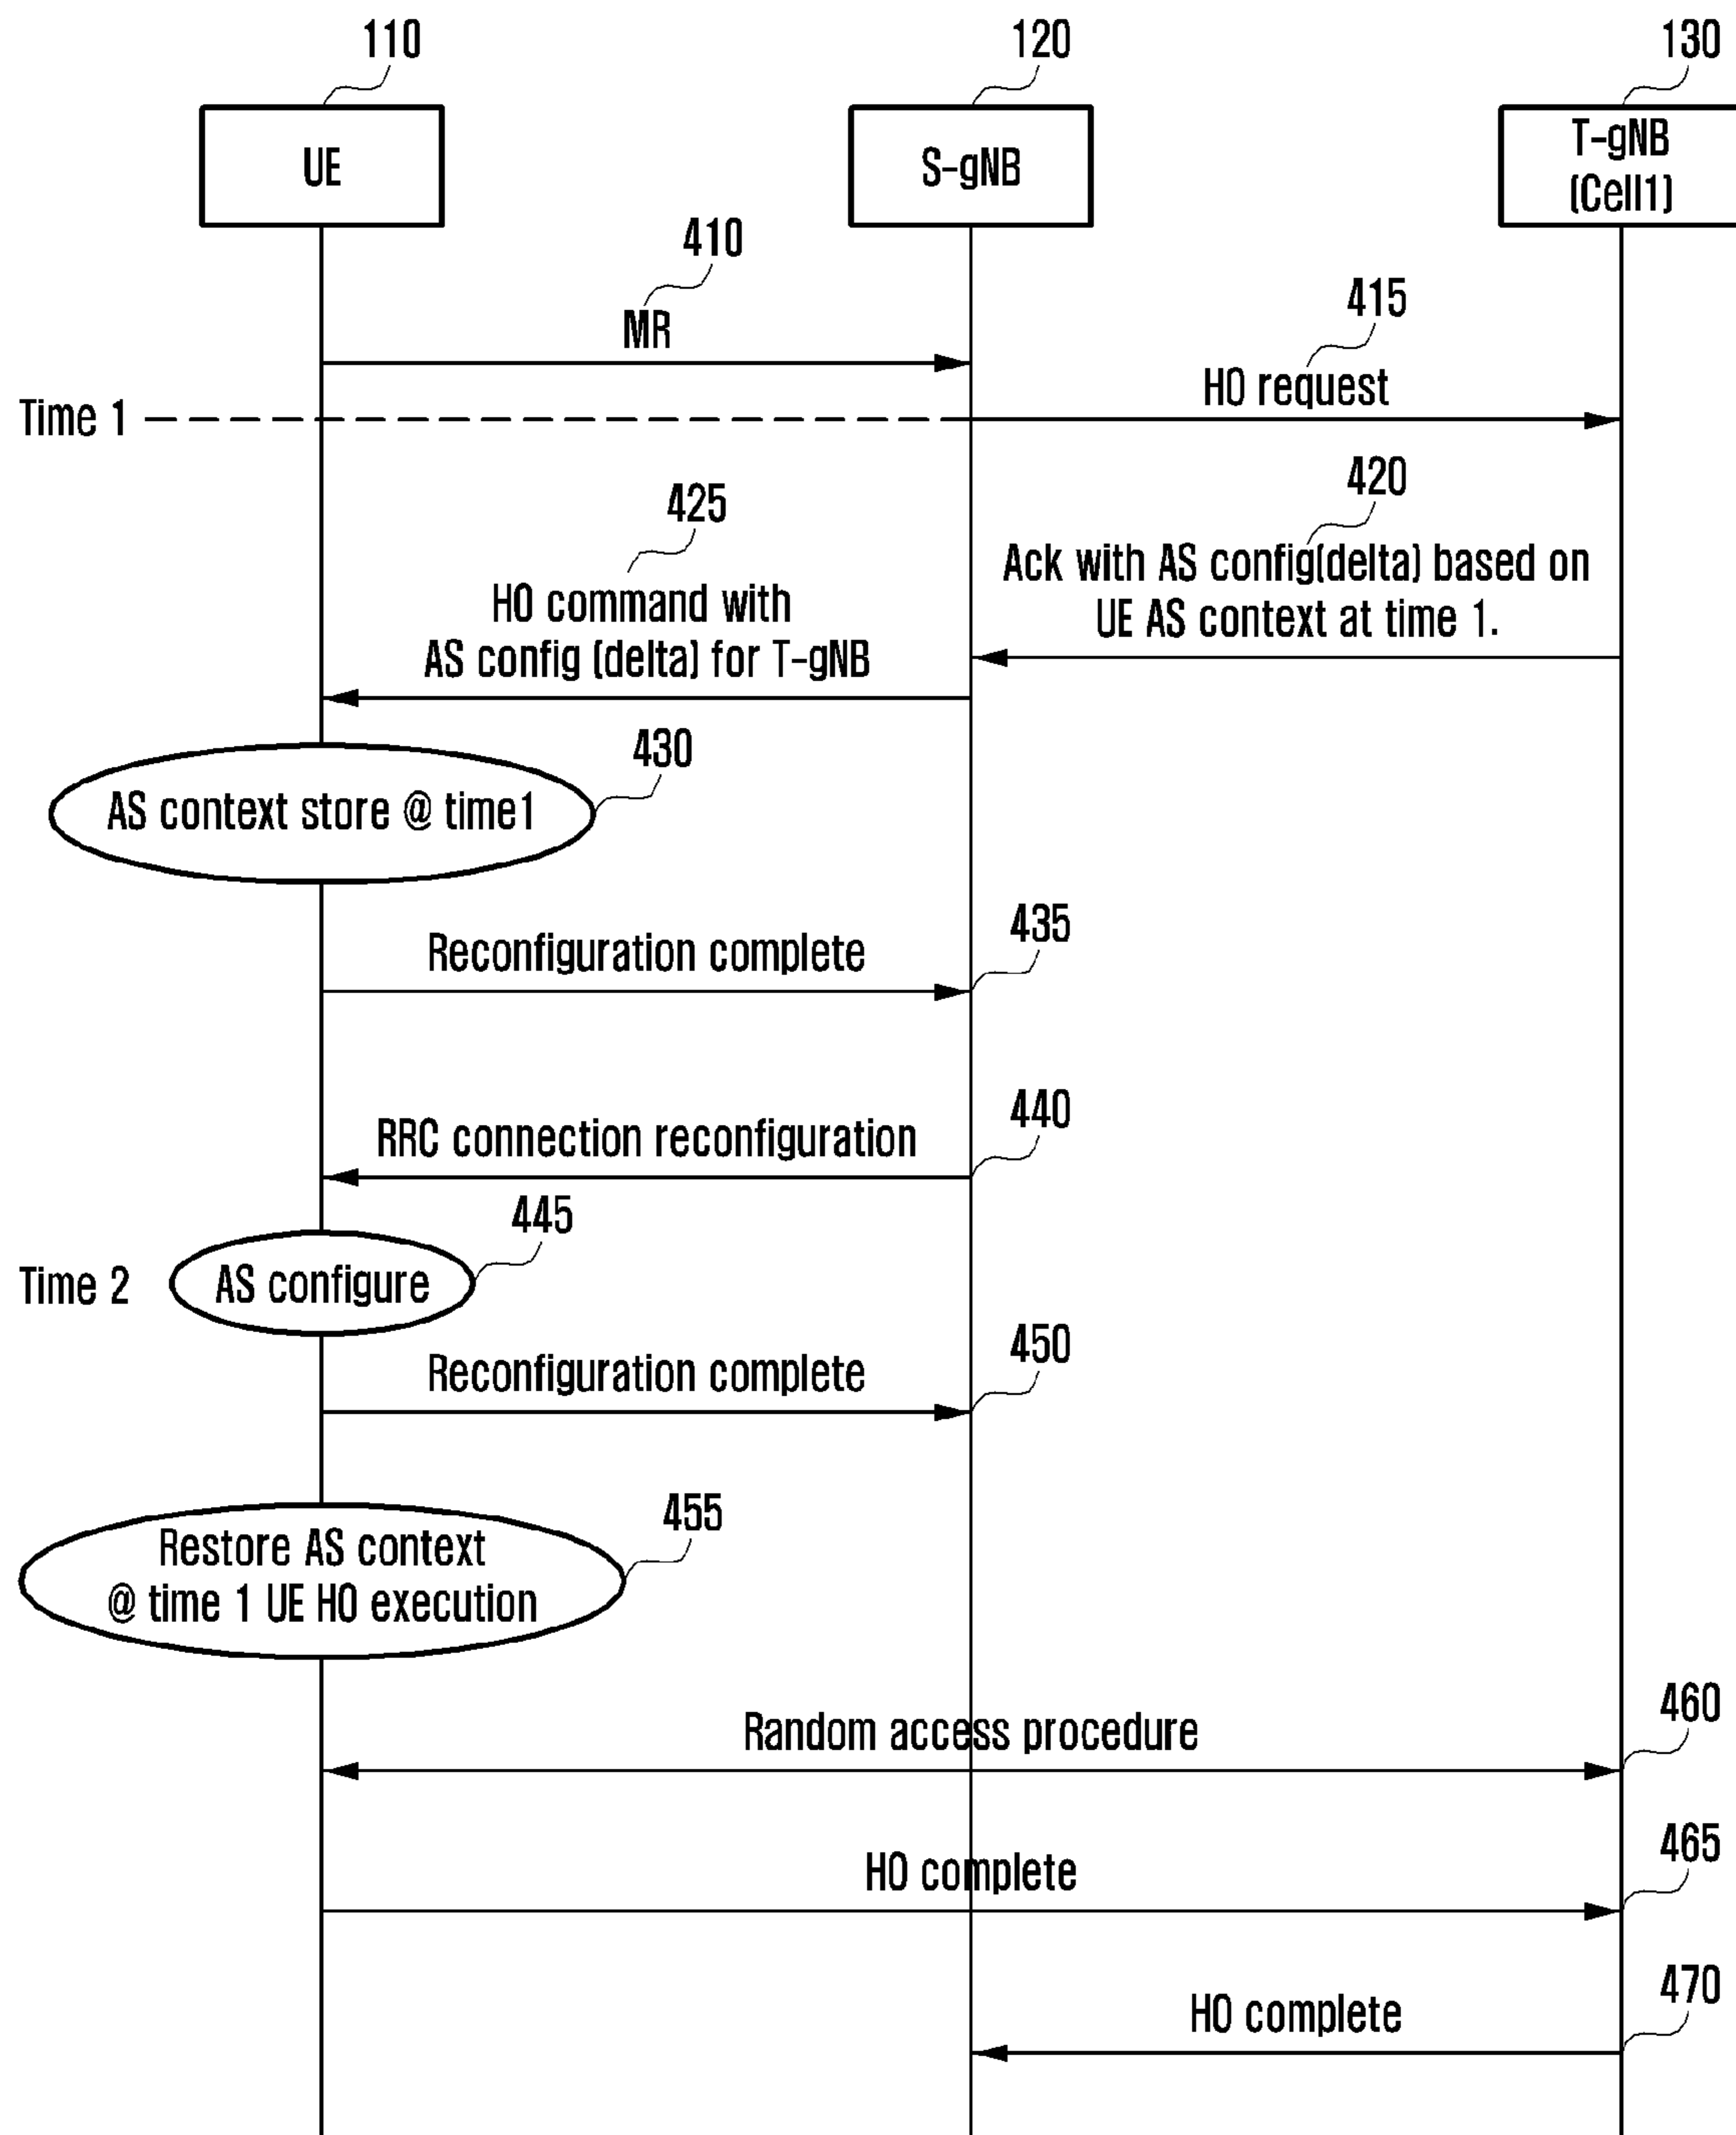 110
120
130
UE
S-gNB
T-gNB
(Cell1)
410
MR
415
HO request
Time 1
420
Ack with AS config(delta) based on
UE AS context at time 1.
425
HO command with
AS config (delta) for T-gNB
430
AS context store @ time1
435
Reconfiguration complete
440
RRC connection reconfiguration
445
Time 2
AS configure
450
Reconfiguration complete
455
Restore AS context
@ time 1 UE HO execution
460
Random access procedure
465
HO complete
470
HO complete